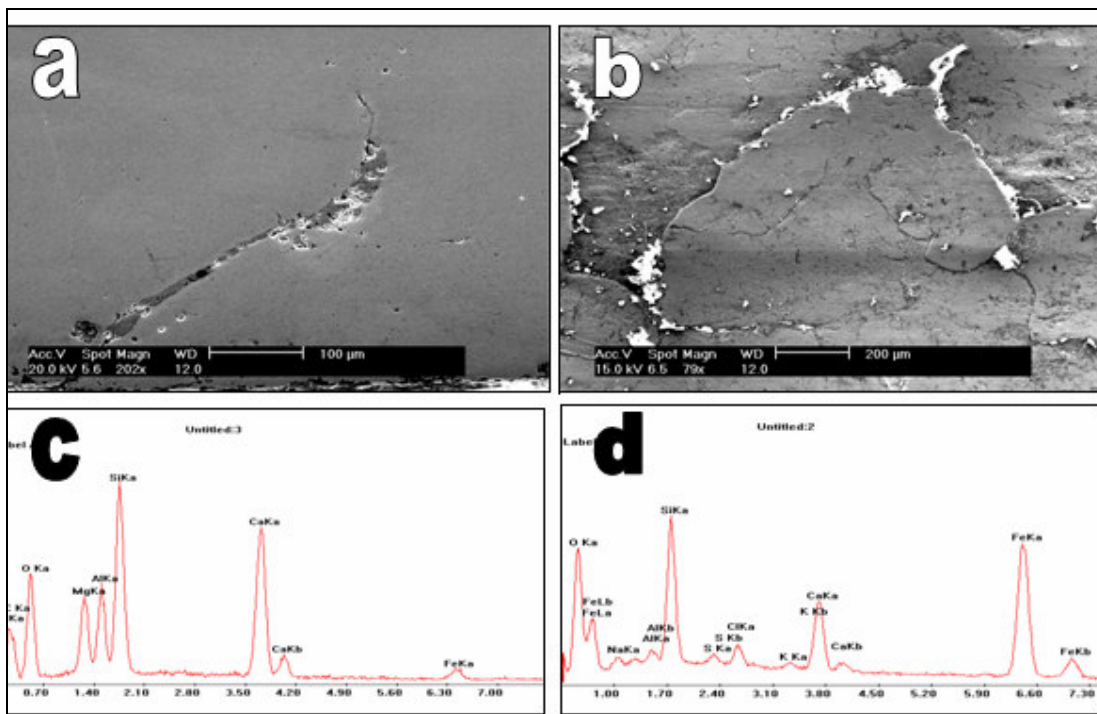 a
Acc.V Spot Magn WD 100 µm
20.0 kV 5.6 202x 12.0
b
Acc.V Spot Magn WD 200 µm
15.0 kV 6.5 79x 12.0
c
Untitled:3
SiKa
CaKa
O Ka
AlKa
MgKa
C Ka
Ka
CaKb
FeKa
0.70 1.40 2.10 2.80 3.50 4.20 4.90 5.60 6.30 7.00
d
Untitled:2
Label
SiKa
O Ka
FeKa
FeLb
FeLa
CaKa
K Kb
AlKb
AlKa
ClKa
S Kb
S Ka
NaKa
K Ka
CaKb
FeKb
1.00 1.70 2.40 3.10 3.80 4.50 5.20 5.90 6.60 7.30